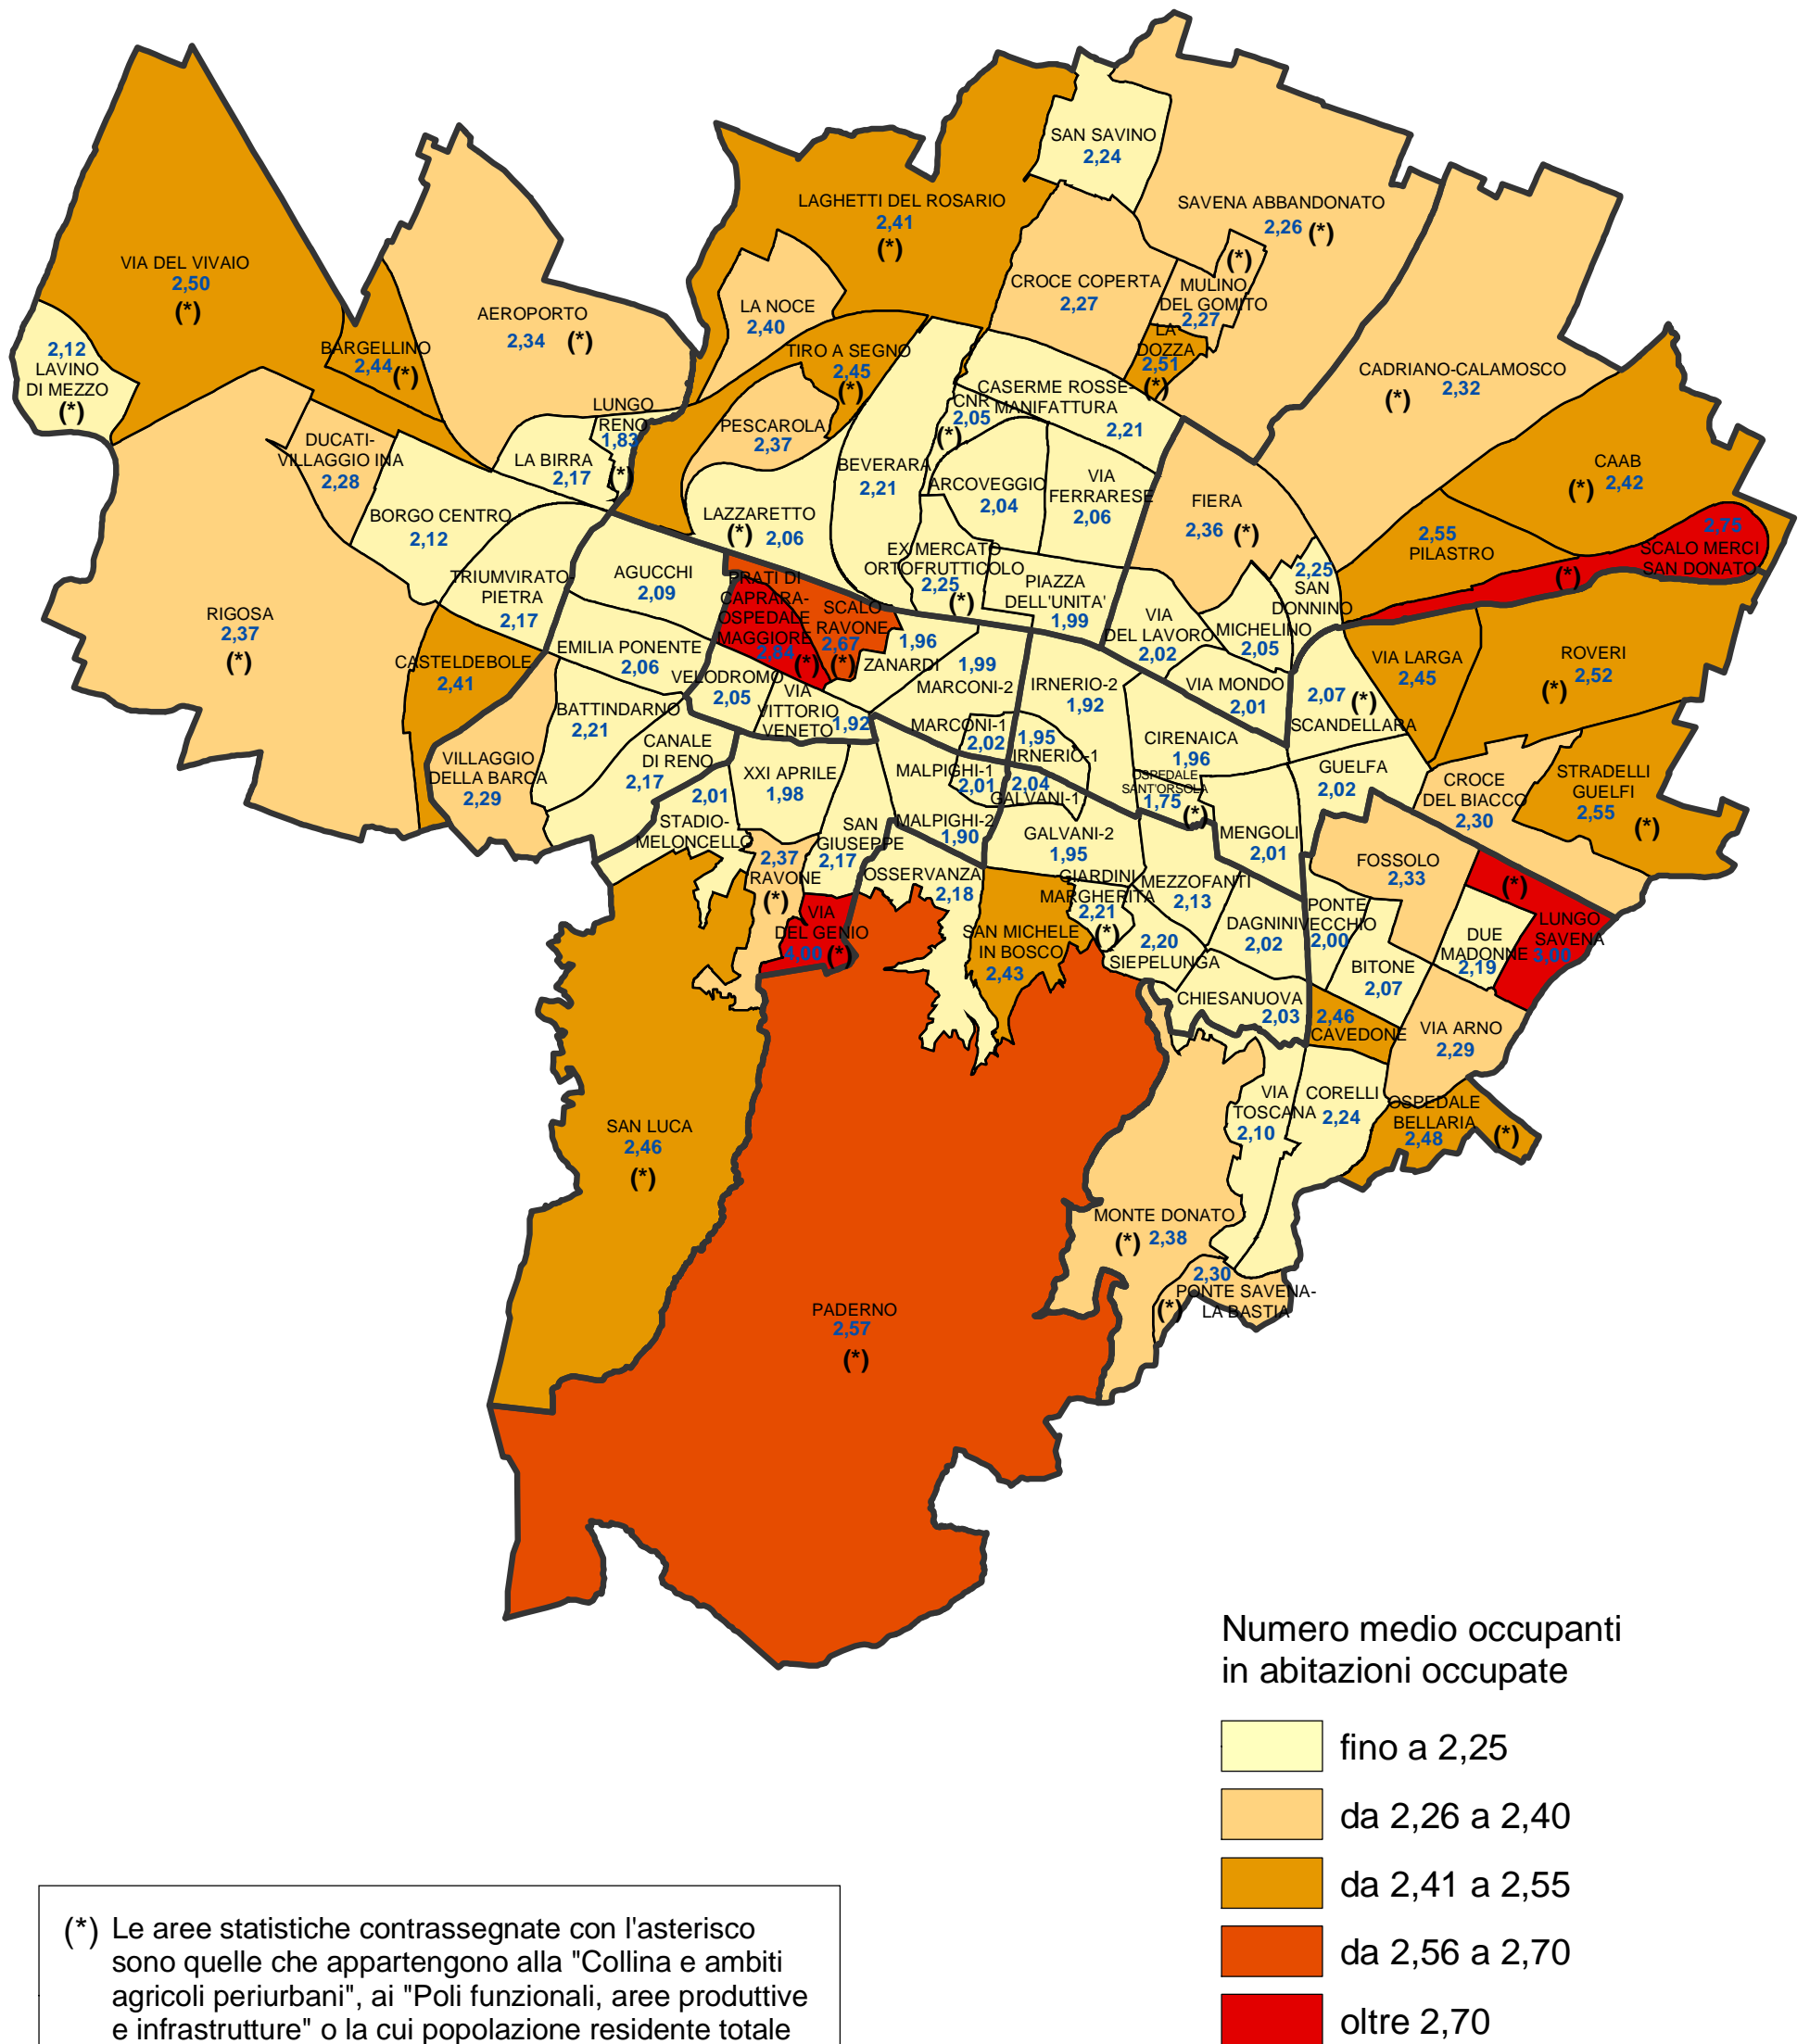 SAN SAVINO
2,24
LAGHETTI DEL ROSARIO
2,41
(*)
SAVENA ABBANDONATO
2,26 (*)
VIA DEL VIVAIO
2,50
(*)
AEROPORTO
2,34 (*)
LA NOCE
2,40
CROCE COPERTA
2,27
(*)
MULINO
DEL GOMITO
2,27
LA
DOZZA
2,51
(*)
2,12
LAVINO
DI MEZZO
(*)
BARGELLINO
2,44 (*)
TIRO A SEGNO
2,45
(*)
CADRIANO-CALAMOSCO
(*) 2,32
LUNGO
RENO
1,83
(*)
PESCAROLA
2,37
CNR
2,05
(*)
CASERME ROSSE-
MANIFATTURA
2,21
DUCATI-
VILLAGGIO INA
2,28
LA BIRRA
2,17
BEVERARA
2,21
ARCOVEGGIO
2,04
VIA
FERRARESE
2,06
FIERA
2,36 (*)
CAAB
(*) 2,42
BORGO CENTRO
2,12
LAZZARETTO
(*) 2,06
2,55
PILASTRO
2,75
SCALO MERCI
SAN DONATO
(*)
EX MERCATO
ORTOFRUTTICOLO
2,25
(*)
PIAZZA
DELL'UNITA'
1,99
2,25
SAN
DONNINO
TRIUMVIRATO-
PIETRA
2,17
AGUCCHI
2,09
PRATI DI
CAPRARA-
OSPEDALE
MAGGIORE
2,84 (*)
SCALO
RAVONE
2,67
(*)
RIGOSA
2,37
(*)
VIA
DEL LAVORO
2,02
MICHELINO
2,05
VIA LARGA
2,45
ROVERI
2,52
(*)
CASTELDEBOLE
2,41
EMILIA PONENTE
2,06
1,96
ZANARDI
1,99
MARCONI-2
VELODROMO
2,05
VIA
VITTORIO
VENETO 1,92
IRNERIO-2
1,92
VIA MONDO
2,01
2,07 (*)
SCANDELLARA
BATTINDARNO
2,21
MARCONI-1
2,02
1,95
IRNERIO-1
CIRENAICA
1,96
VILLAGGIO
DELLA BARCA
2,29
CANALE
DI RENO
2,17
XXI APRILE
1,98
MALPIGHI-1
2,01
2,04
GALVANI-1
OSPEDALE
SANT'ORSOLA
1,75 (*)
GUELFA
2,02
CROCE
DEL BIACCO
2,30
STRADELLI
GUELFI
2,55 (*)
2,01
STADIO-
MELONCELLO
SAN
GIUSEPPE
2,17
MALPIGHI-2
1,90
GALVANI-2
1,95
MENGOLI
2,01
FOSSOLO
2,33
2,37
RAVONE
(*)
OSSERVANZA
2,18
GIARDINI
MARGHERITA
2,21
(*)
MEZZOFANTI
2,13
DAGNINI
2,02
PONTE
VECCHIO
2,00
(*)
LUNGO
SAVENA
3,00
VIA
DEL GENIO
4,00 (*)
SAN MICHELE
IN BOSCO
2,43
2,20
SIEPELUNGA
DUE
MADONNE
2,19
BITONE
2,07
CHIESANUOVA
2,03
2,46
CAVEDONE
VIA ARNO
2,29
SAN LUCA
2,46
(*)
VIA
TOSCANA
2,10
CORELLI
2,24
OSPEDALE
BELLARIA
2,48 (*)
MONTE DONATO
(*) 2,38
2,30
PONTE SAVENA-
LA BASTIA
(*)
PADERNO
2,57
(*)
Numero medio occupanti
in abitazioni occupate
fino a 2,25
da 2,26 a 2,40
da 2,41 a 2,55
da 2,56 a 2,70
oltre 2,70
(*) Le aree statistiche contrassegnate con l'asterisco
sono quelle che appartengono alla "Collina e ambiti
agricoli periurbani", ai "Poli funzionali, aree produttive
e infrastrutture" o la cui popolazione residente totale